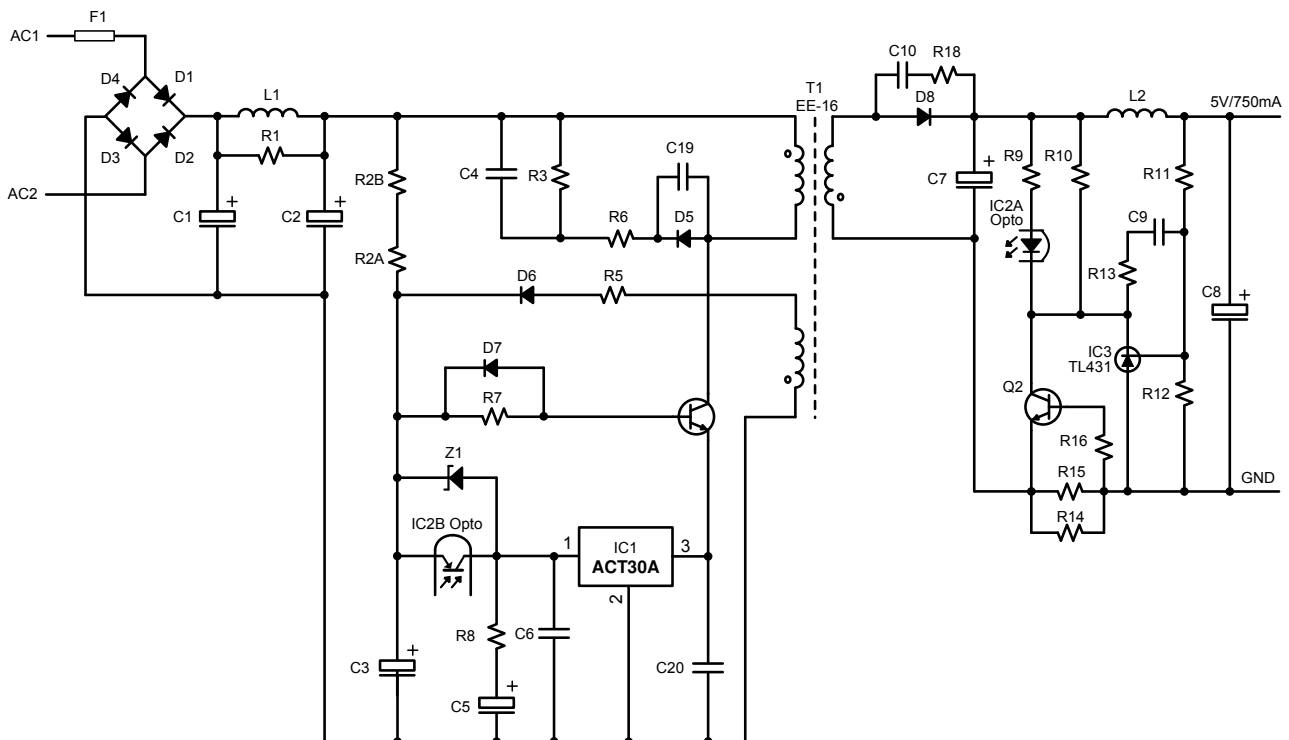 F1
AC1
D4
D1
D3
D2
AC2
L1
R1
C1
+
C2
+
R2B
R2A
C4
R3
C19
R6
D5
D6
R5
D7
R7
Z1
IC2B Opto
1
IC1
ACT30A
3
2
R8
C6
C3
+
C5
+
C20
T1
EE-16
C10
R18
D8
C7
+
R9
R10
IC2A
Opto
L2
5V/750mA
R11
C9
R13
C8
+
IC3
TL431
R12
Q2
R16
R15
R14
GND